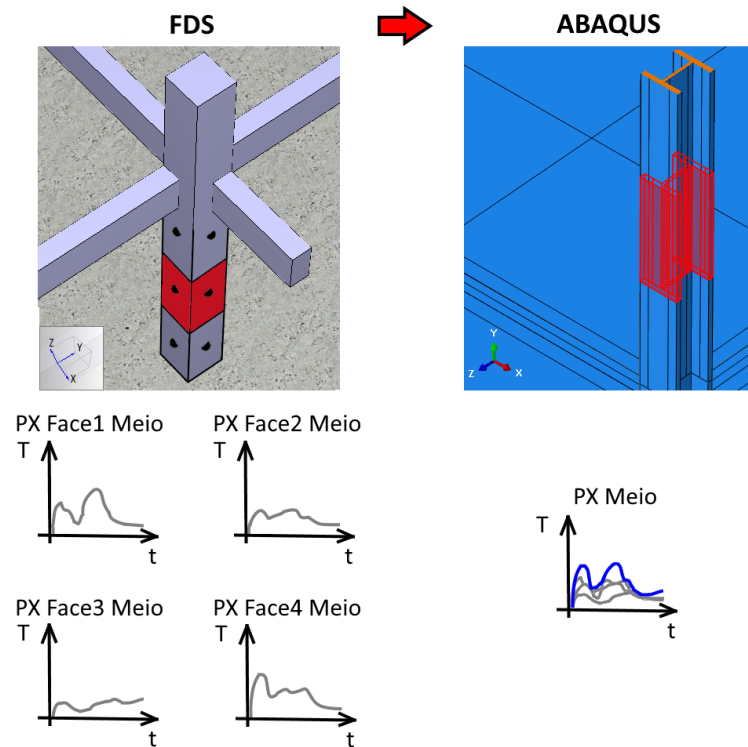 FDS
ABAQUS
Z
Y
X
Y
Z
X
PX Face1 Meio
PX Face2 Meio
T
t
T
t
PX Meio
T
t
PX Face3 Meio
PX Face4 Meio
T
t
T
t